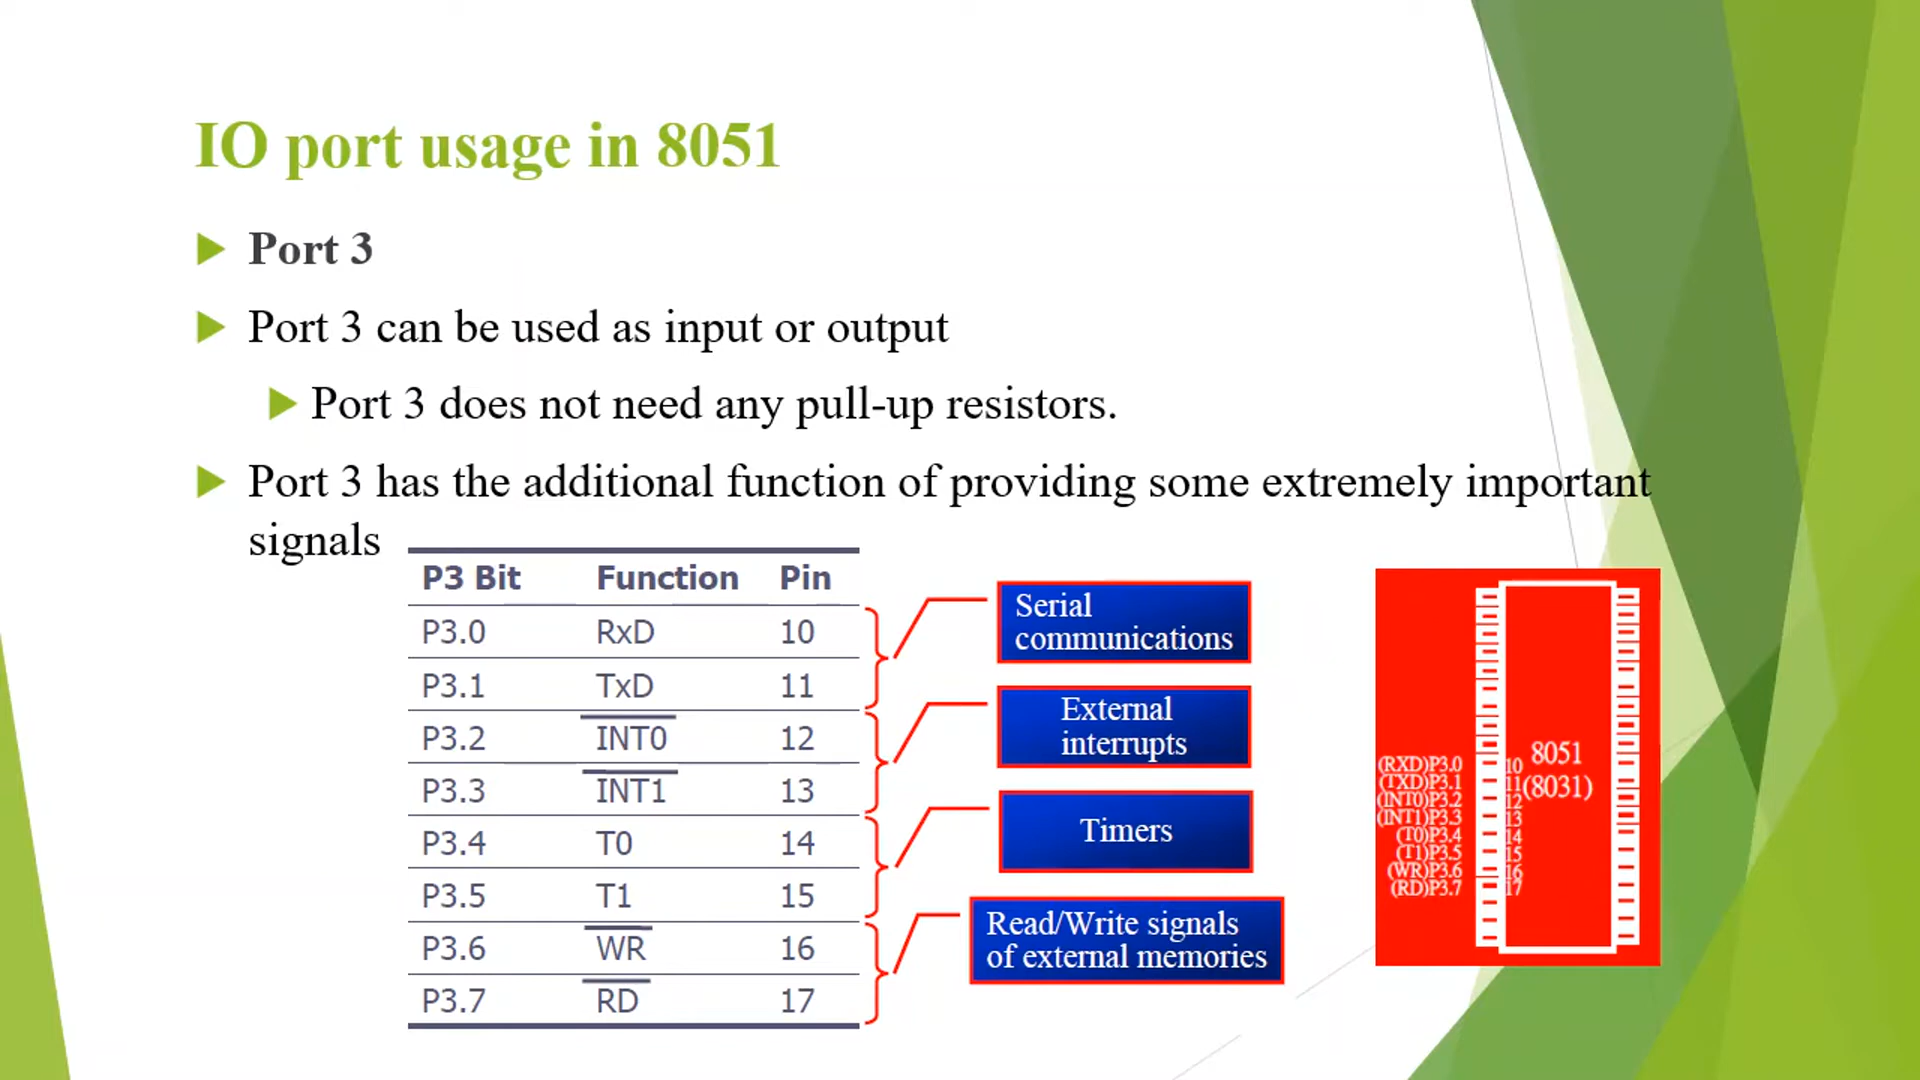 IO port usage in 8051
Port 3
Port 3 can be used as input or output
Port 3 does not need any pull-up resistors.
Port 3 has the additional function of providing some extremely important
signals
P3 Bit Function Pin
P3.0 RxD 10
P3.1 TxD 11
P3.2 INT0 12
P3.3 INT1 13
P3.4 T0 14
P3.5 T1 15
P3.6 WR 16
P3.7 RD 17
Serial
communications
External
interrupts
Timers
Read/Write signals
of external memories
8051
(8031)
(RXD)P3.0 10
(TXD)P3.1 11
(INT0)P3.2 12
(INT1)P3.3 13
(T0)P3.4 14
(T1)P3.5 15
(WR)P3.6 16
(RD)P3.7 17